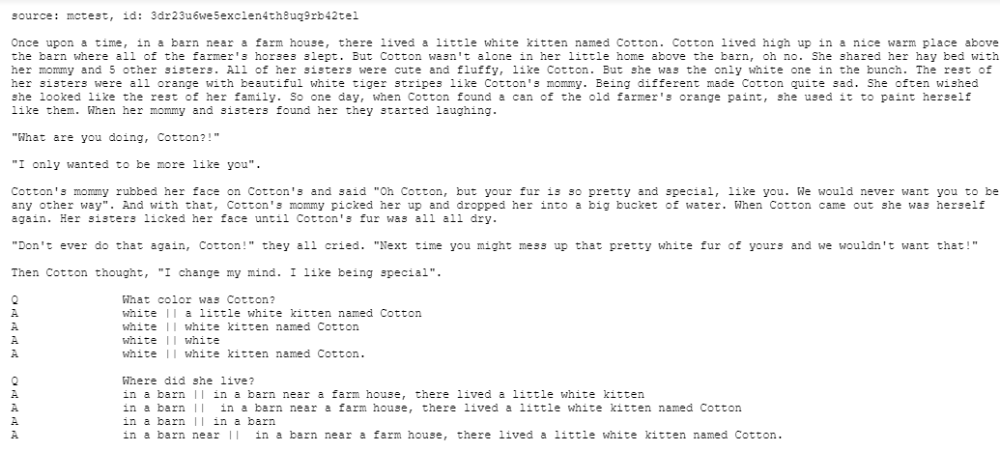 source: mctest, id: 3dr23u6we5exclen4th8uq9rb42tel
Once upon a time, in a barn near a farm house, there lived a little white kitten named Cotton. Cotton lived high up in a nice warm place above
the barn where all of the farmer's horses slept. But Cotton wasn't alone in her little home above the barn, oh no. She shared her hay bed with
her mommy and 5 other sisters. All of her sisters were cute and fluffy, like Cotton. But she was the only white one in the bunch. The rest of
her sisters were all orange with beautiful white tiger stripes like Cotton's mommy. Being different made Cotton quite sad. She often wished
she looked like the rest of her family. So one day, when Cotton found a can of the old farmer's orange paint, she used it to paint herself
like them. When her mommy and sisters found her they started laughing.
"What are you doing, Cotton?!"
"I only wanted to be more like you".
Cotton's mommy rubbed her face on Cotton's and said "Oh Cotton, but your fur is so pretty and special, like you. We would never want you to be
any other way". And with that, Cotton's mommy picked her up and dropped her into a big bucket of water. When Cotton came out she was herself
again. Her sisters licked her face until Cotton's fur was all all dry.
"Don't ever do that again, Cotton!" they all cried. "Next time you might mess up that pretty white fur of yours and we wouldn't want that!"
Then Cotton thought, "I change my mind. I like being special".
Q What color was Cotton?
A white || a little white kitten named Cotton
A white || white kitten named Cotton
A white || white
A white || white kitten named Cotton.
Q Where did she live?
A in a barn || in a barn near a farm house, there lived a little white kitten
A in a barn || in a barn near a farm house, there lived a little white kitten named Cotton
A in a barn || in a barn
A in a barn near || in a barn near a farm house, there lived a little white kitten named Cotton.